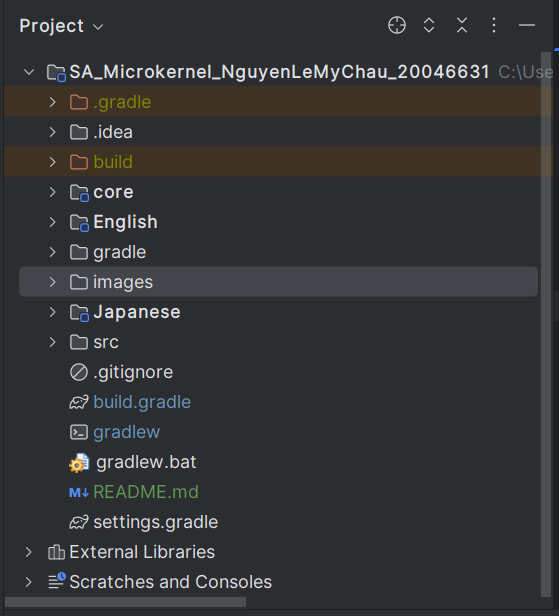 Project
SA_Microkernel_NguyenLeMyChau_20046631 C:\Use
.gradle
.idea
build
core
English
gradle
images
Japanese
src
.gitignore
build.gradle
gradlew
gradlew.bat
M↓ README.md
settings.gradle
External Libraries
Scratches and Consoles